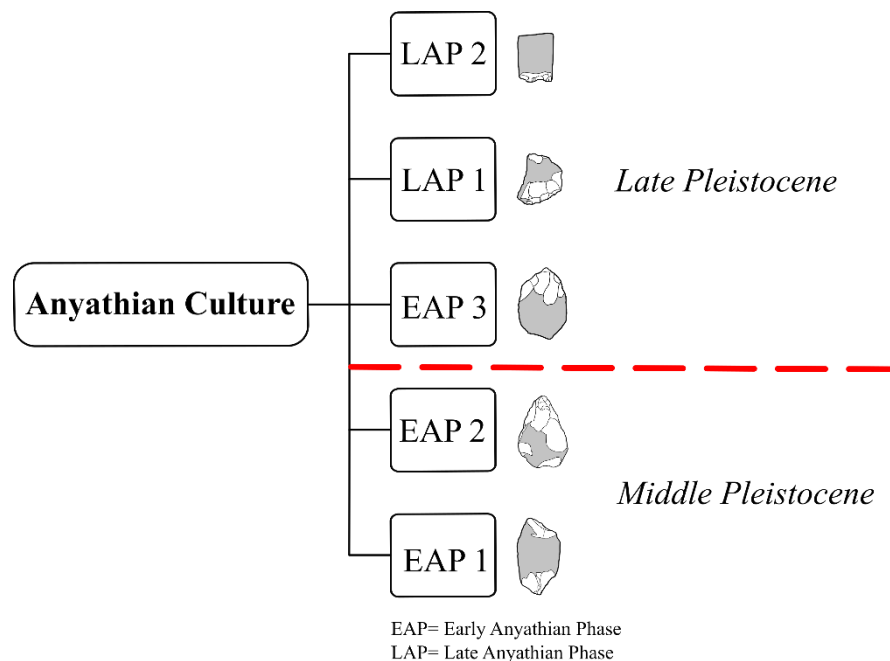 LAP 2
LAP 1
Late Pleistocene
Anyathian Culture
EAP 3
EAP 2
Middle Pleistocene
EAP 1
EAP= Early Anyathian Phase
LAP= Late Anyathian Phase